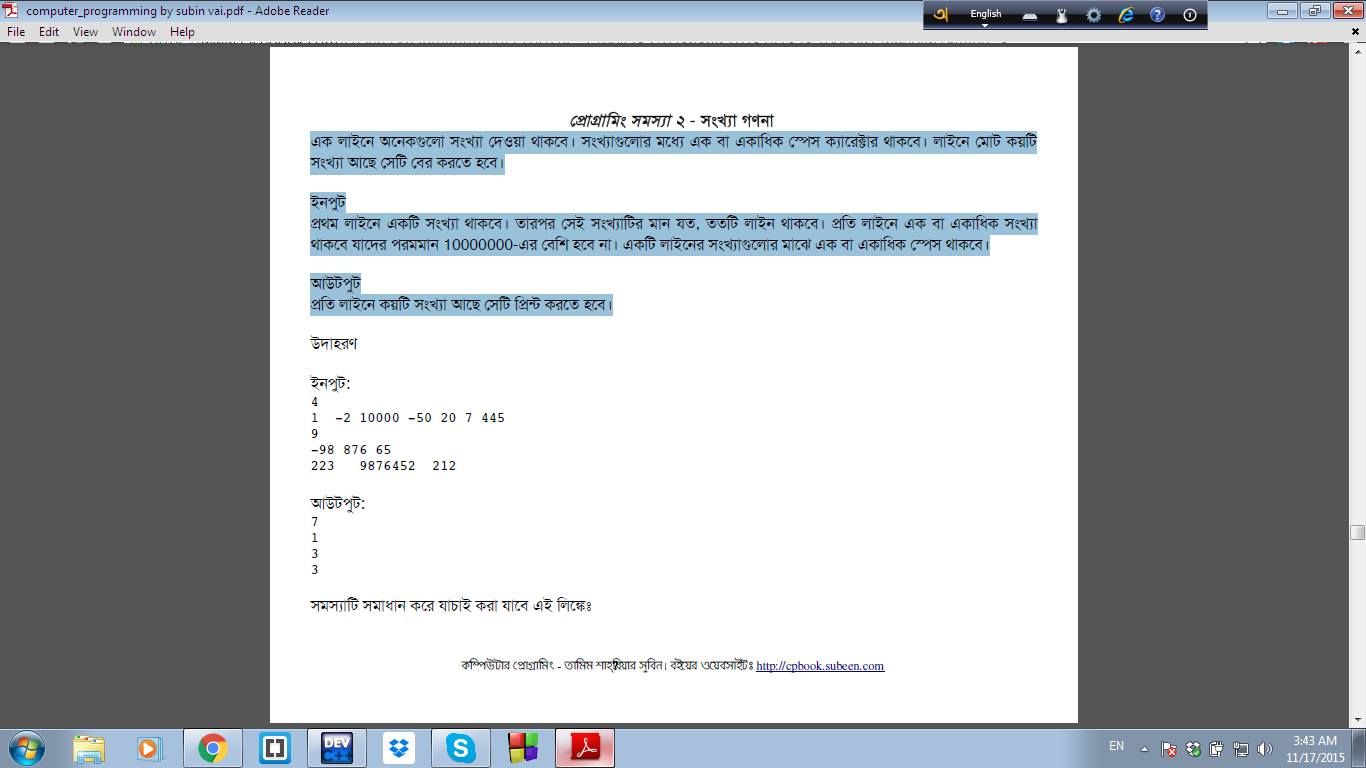 computer_programming by subin vai.pdf - Adobe Reader
English
File Edit View Window Help
প্রোগ্রামিং সমস্যা ২ - সংখ্যা গণনা
এক লাইনে অনেকগুলো সংখ্যা দেওয়া থাকবে। সংখ্যাগুলোর মধ্যে এক বা একাধিক স্পেস ক্যারেক্টার থাকবে। লাইনে মোট কয়টি
সংখ্যা আছে সেটি বের করতে হবে।
ইনপুট
প্রথম লাইনে একটি সংখ্যা থাকবে। তারপর সেই সংখ্যাটির মান যত, ততটি লাইন থাকবে। প্রতি লাইনে এক বা একাধিক সংখ্যা
থাকবে যাদের পরমমান 10000000-এর বেশি হবে না। একটি লাইনের সংখ্যাগুলোর মাঝে এক বা একাধিক স্পেস থাকবে।
আউটপুট
প্রতি লাইনে কয়টি সংখ্যা আছে সেটি প্রিন্ট করতে হবে।
উদাহরণ
ইনপুট:
4
1  -2 10000 -50 20 7 445
9
-98 876 65
223   9876452  212
আউটপুট:
7
1
3
3
সমস্যাটি সমাধান করে যাচাই করা যাবে এই লিঙ্কেঃ
কম্পিউটার প্রোগ্রামিং - তামিম শাহ্‌রিয়ার সুবিন। বইয়ের ওয়েবসাইটঃ http://cpbook.subeen.com
DEV
EN
3:43 AM
11/17/2015